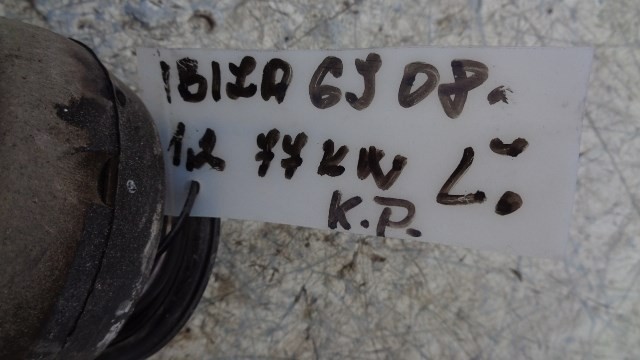 IBIZA 6J 08.
1,2 77KW L.
K.P.